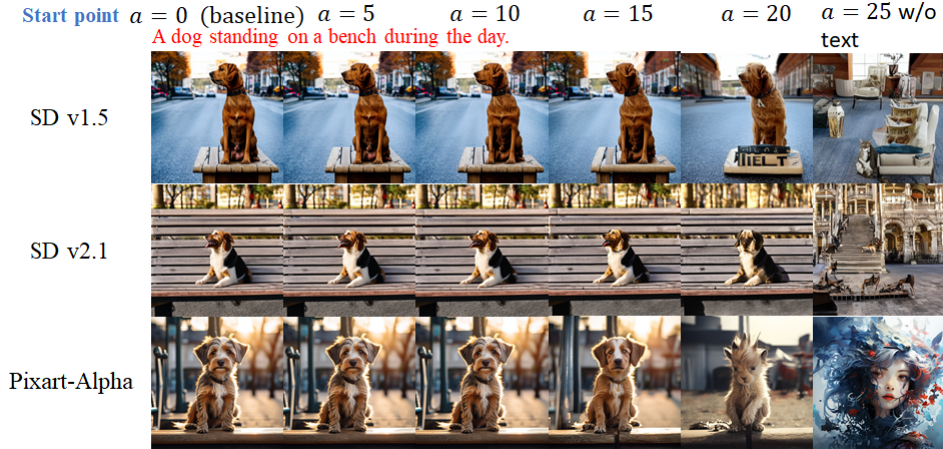 Start point a = 0 (baseline) a = 5 a = 10 a = 15 a = 20 a = 25 w/o text
A dog standing on a bench during the day.
SD v1.5
TIELT
SD v2.1
Pixart-Alpha